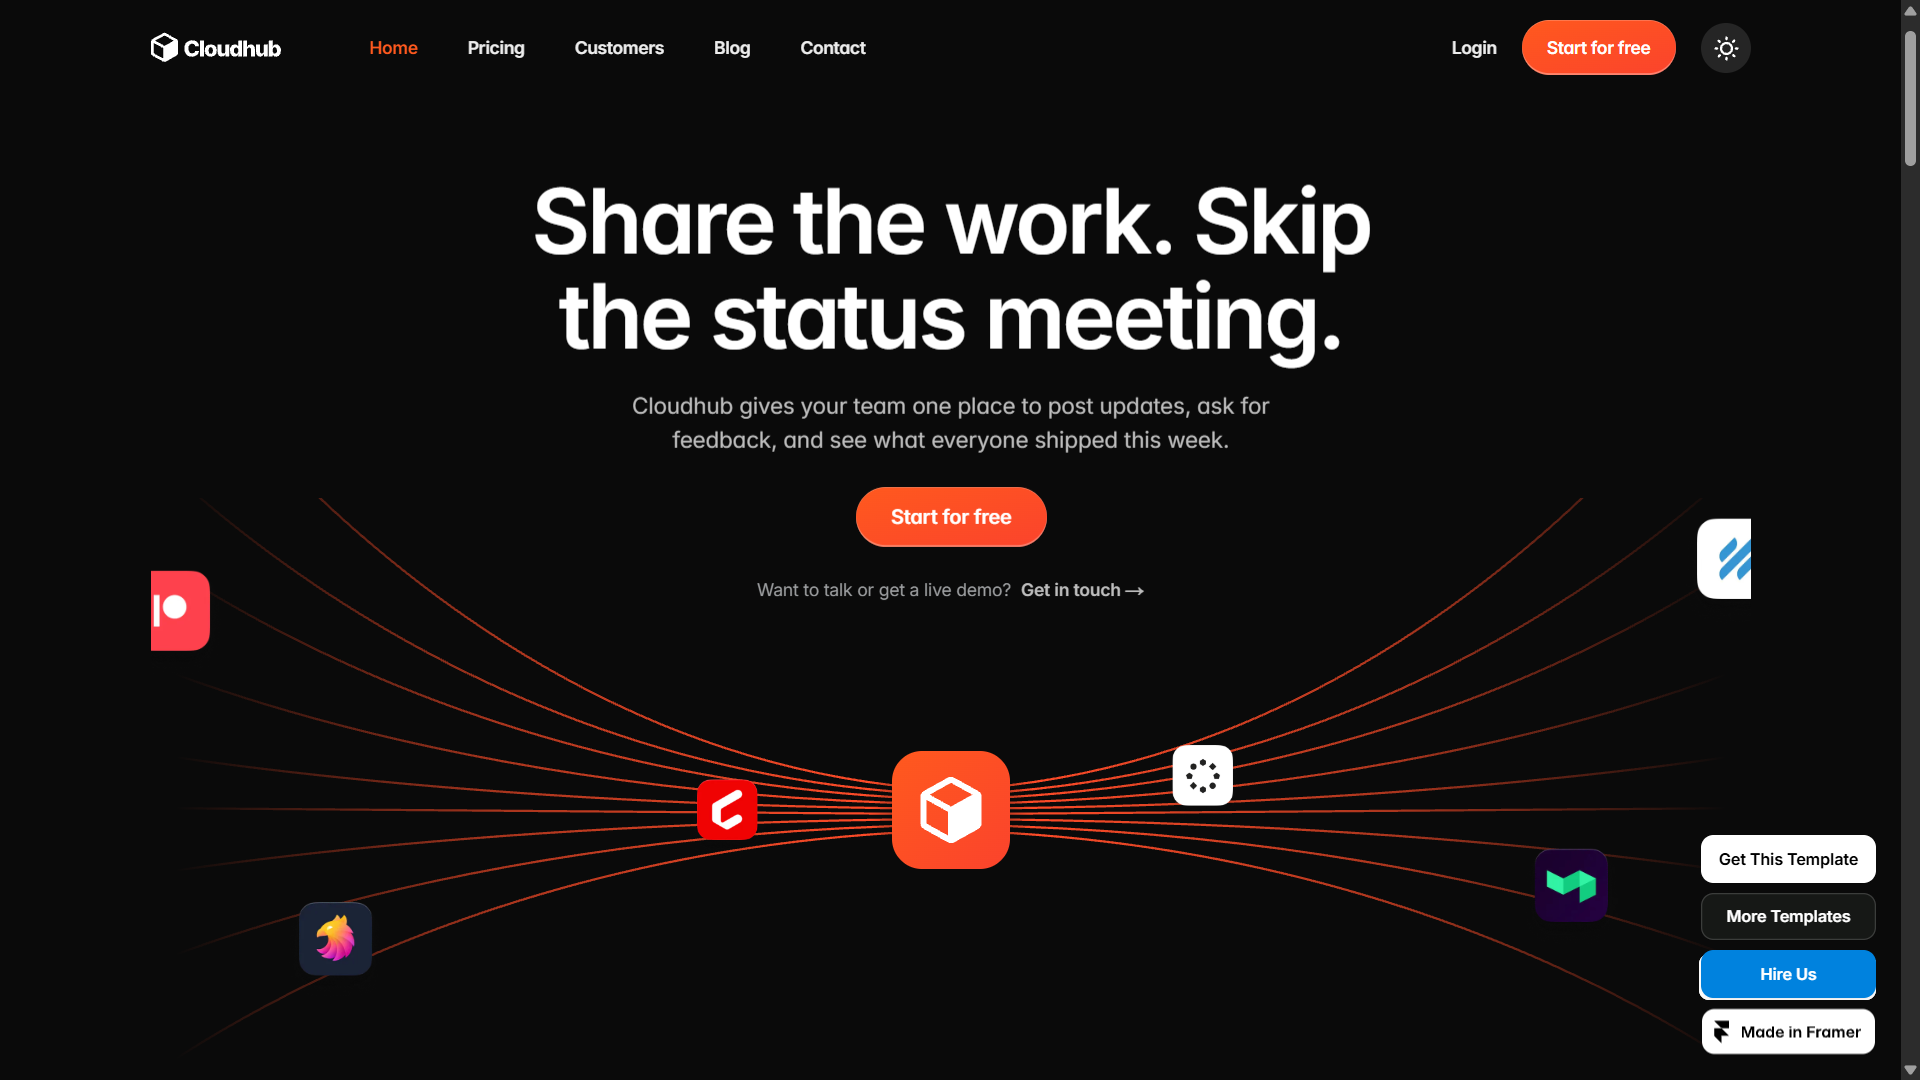 Cloudhub
Home
Pricing
Customers
Blog
Contact
Login
Start for free
Share the work. Skip
the status meeting.
Cloudhub gives your team one place to post updates, ask for
feedback, and see what everyone shipped this week.
Start for free
Want to talk or get a live demo? Get in touch →
Get This Template
More Templates
Hire Us
Made in Framer